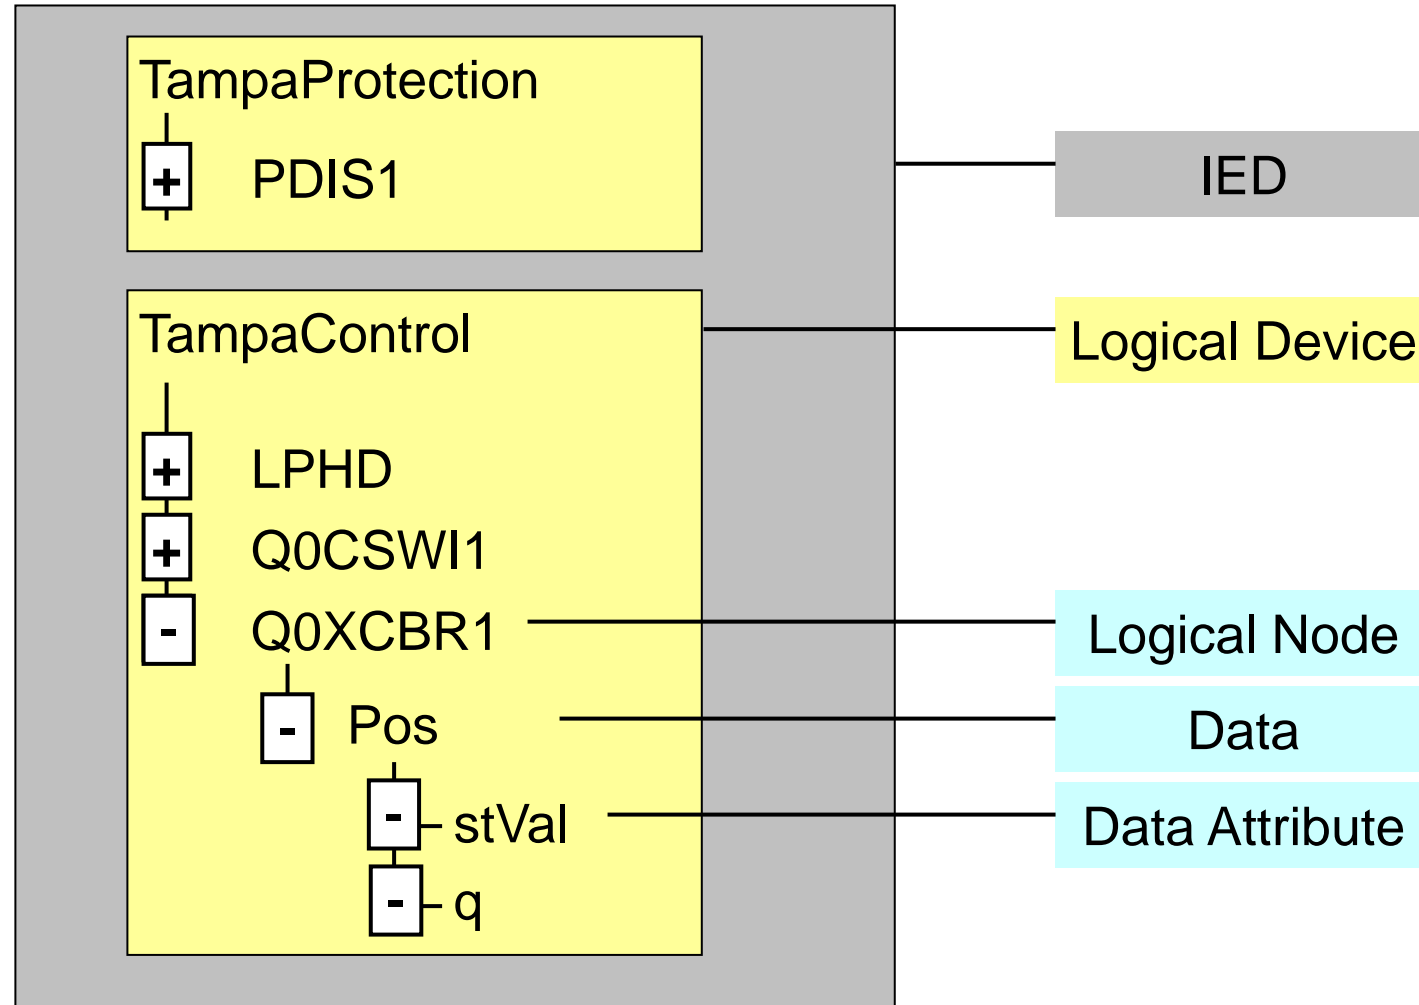 TampaProtection
+ PDIS1
IED
TampaControl
Logical Device
+ LPHD
+ Q0CSWI1
- Q0XCBR1
Logical Node
- Pos
Data
- stVal
Data Attribute
- q